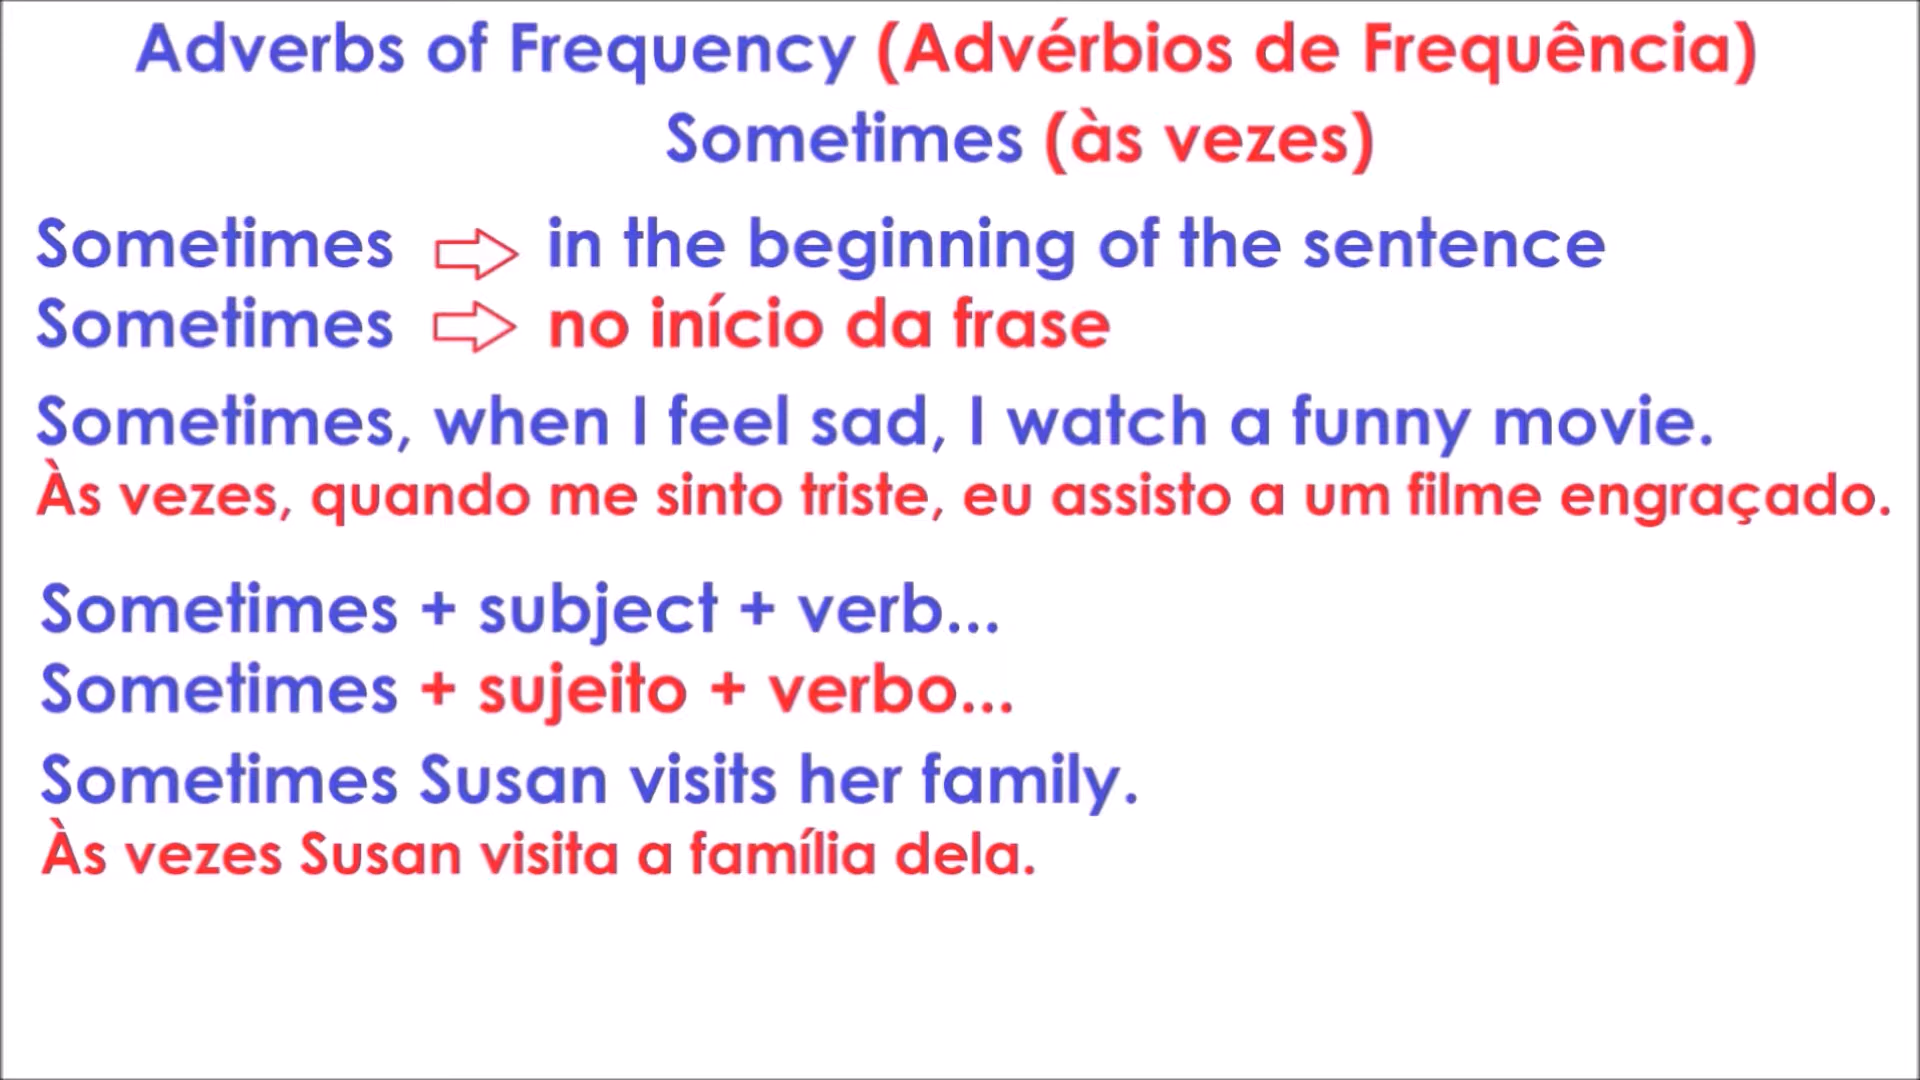 Adverbs of Frequency (Advérbios de Frequência)
Sometimes (às vezes)
Sometimes in the beginning of the sentence
Sometimes no início da frase
Sometimes, when I feel sad, I watch a funny movie.
Às vezes, quando me sinto triste, eu assisto a um filme engraçado.
Sometimes + subject + verb...
Sometimes + sujeito + verbo...
Sometimes Susan visits her family.
Às vezes Susan visita a família dela.